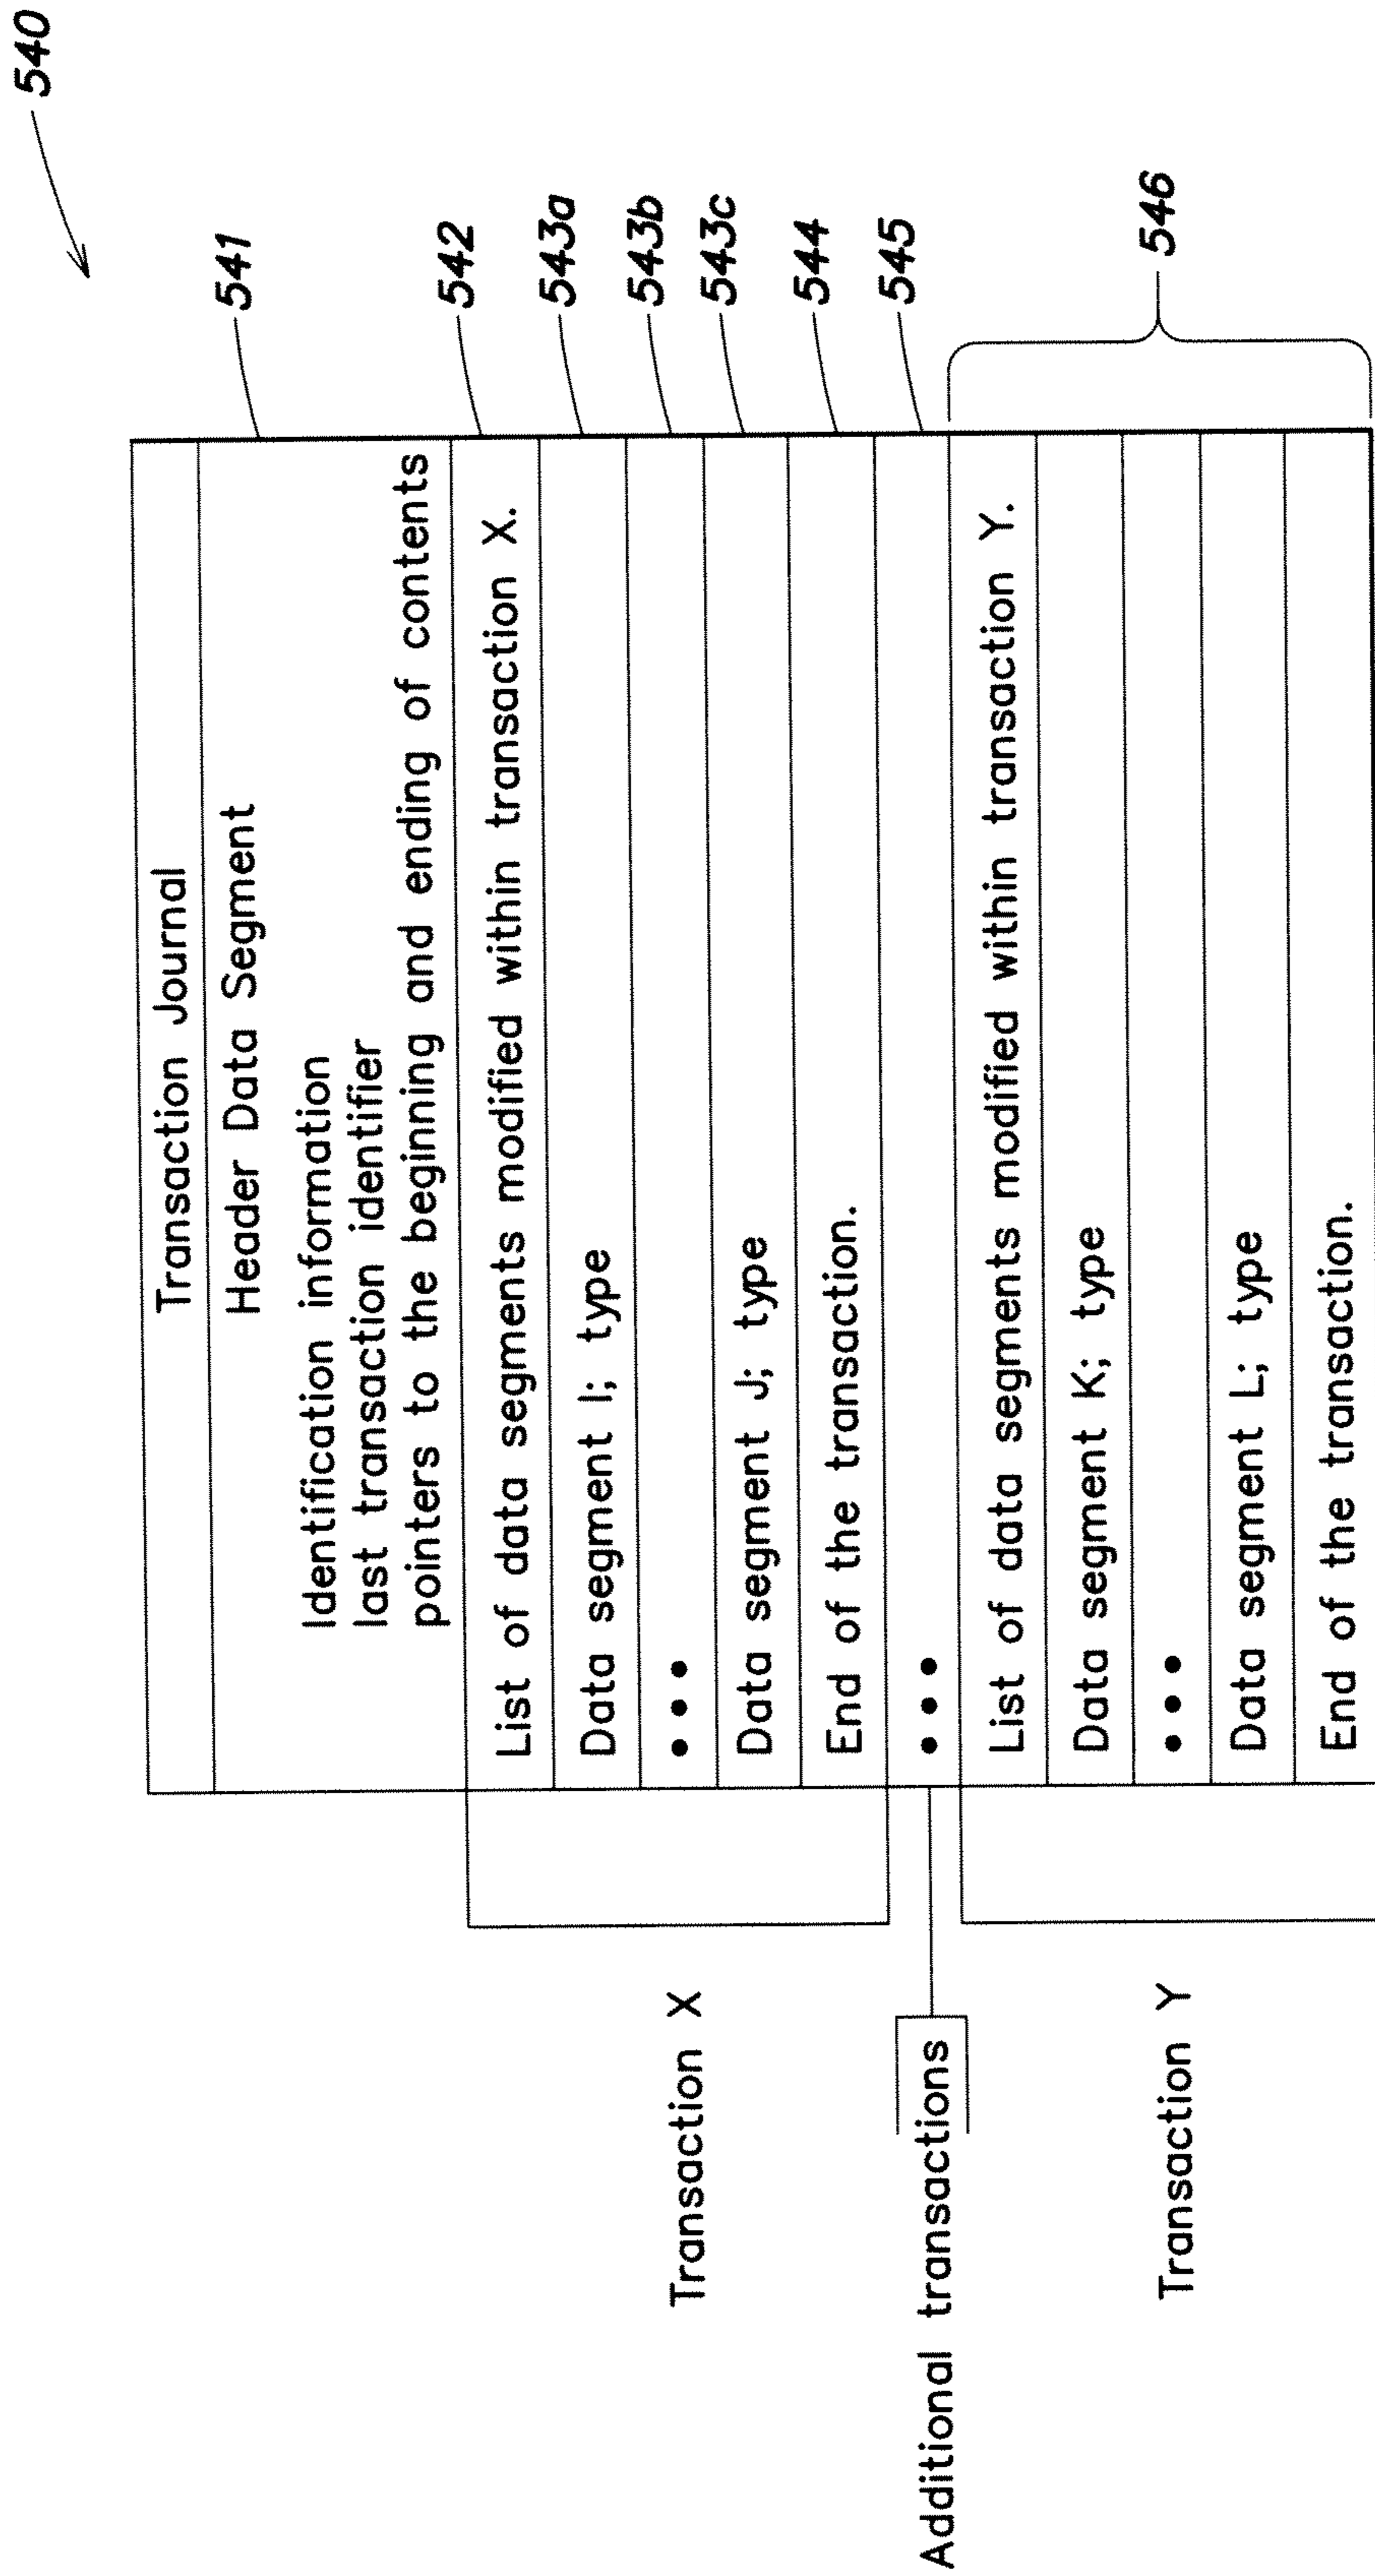 540
Transaction Journal
Header Data Segment
541
Identification information
last transaction identifier
pointers to the beginning and ending of contents
List of data segments modified within transaction X.
542
Data segment I; type
543a
•••
543b
Data segment J; type
543c
End of the transaction.
544
Transaction X
•••
545
Additional transactions
List of data segments modified within transaction Y.
Data segment K; type
•••
Data segment L; type
End of the transaction.
546
Transaction Y